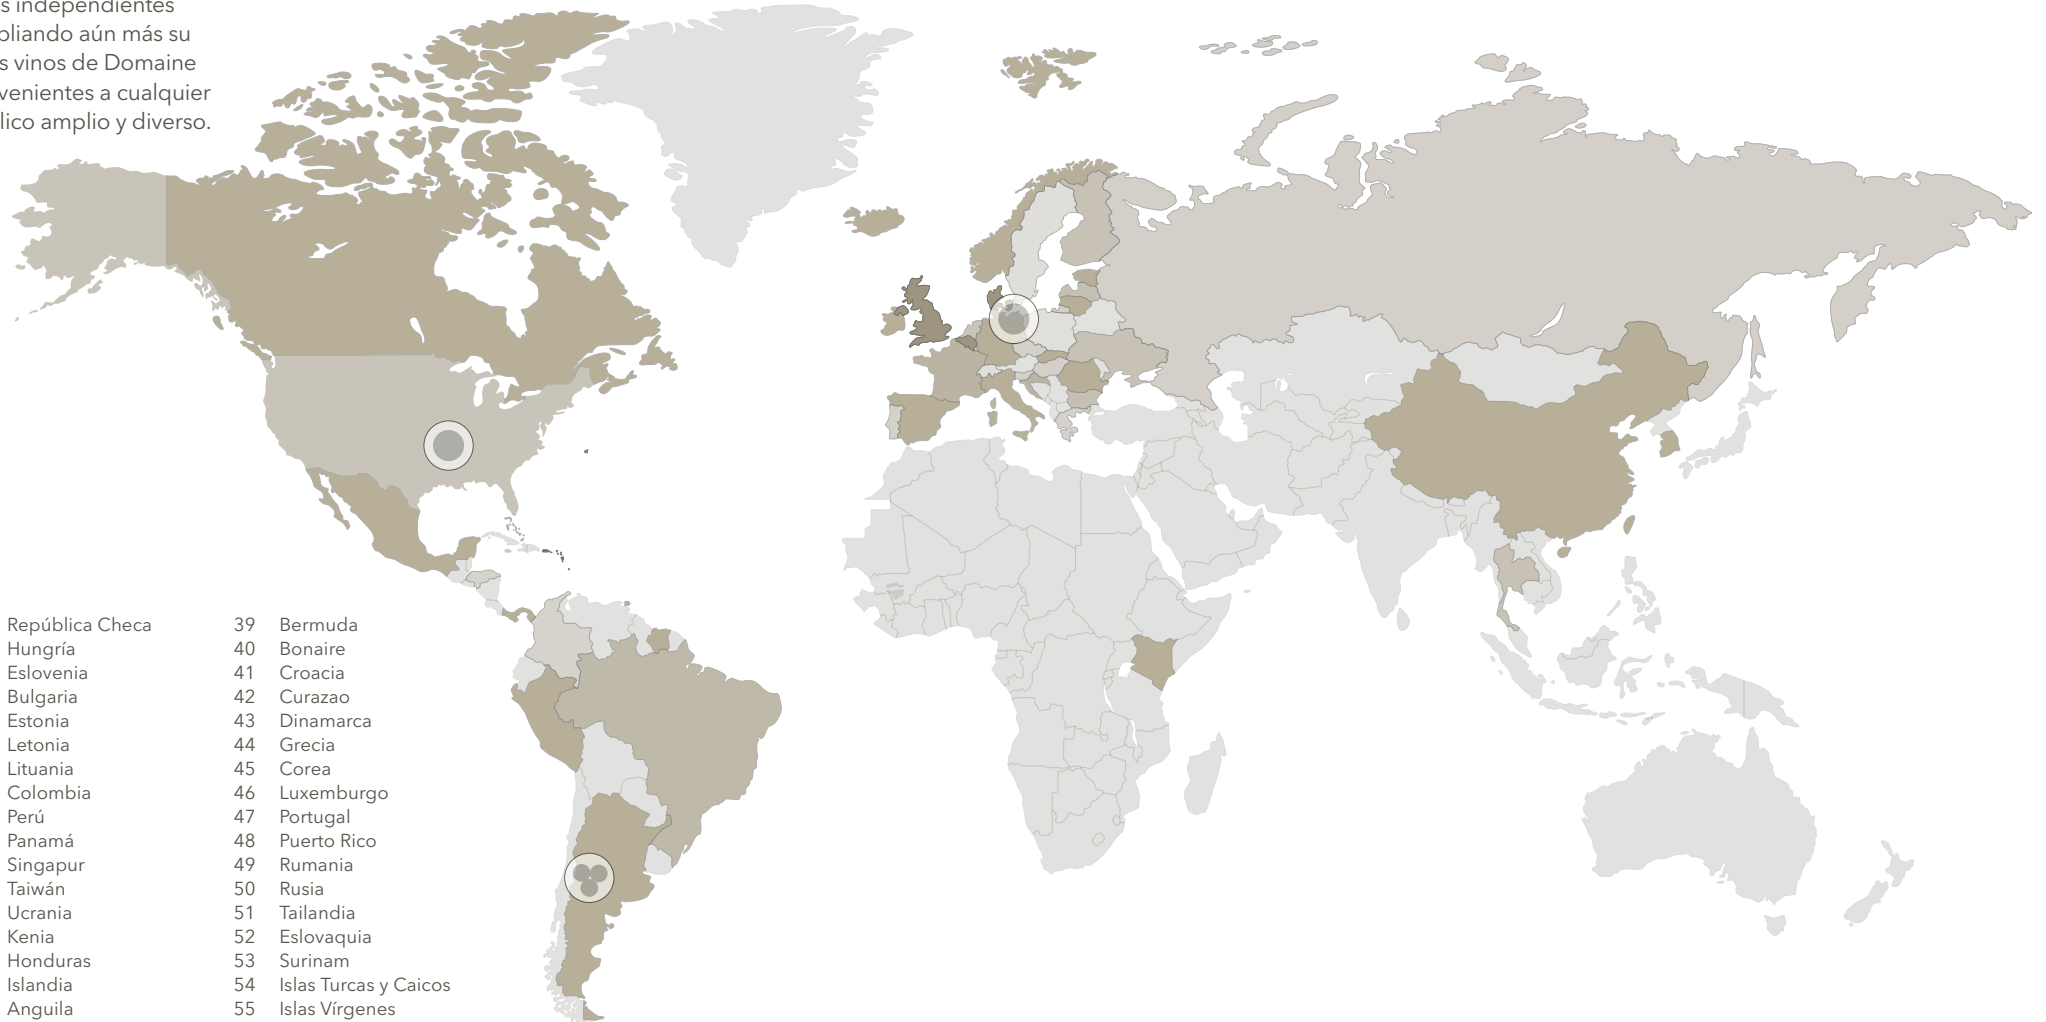 s independientes
pliando aún más su
s vinos de Domaine
venientes a cualquier
lico amplio y diverso.
República Checa
Hungría
Eslovenia
Bulgaria
Estonia
Letonia
Lituania
Colombia
Perú
Panamá
Singapur
Taiwán
Ucrania
Kenia
Honduras
Islandia
Anguila
39 Bermuda
40 Bonaire
41 Croacia
42 Curazao
43 Dinamarca
44 Grecia
45 Corea
46 Luxemburgo
47 Portugal
48 Puerto Rico
49 Rumania
50 Rusia
51 Tailandia
52 Eslovaquia
53 Surinam
54 Islas Turcas y Caicos
55 Islas Vírgenes